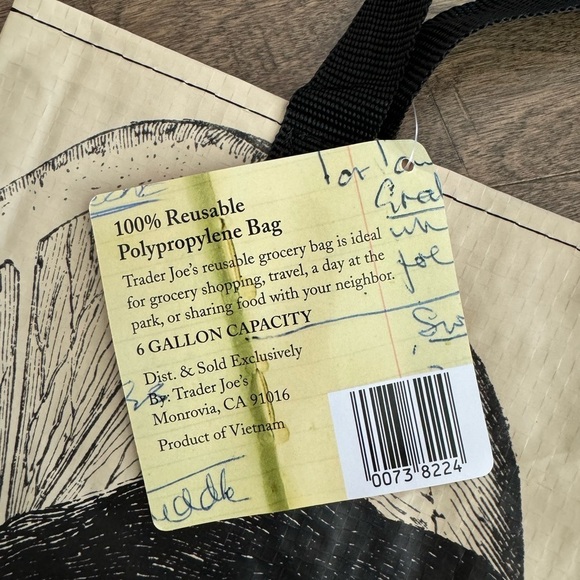 100% Reusable
Polypropylene Bag
Trader Joe's reusable grocery bag is ideal
for grocery shopping, travel, a day at the
park, or sharing food with your neighbor.
6 GALLON CAPACITY
Dist. & Sold Exclusively
By: Trader Joe's
Monrovia, CA 91016
Product of Vietnam
0073 8224